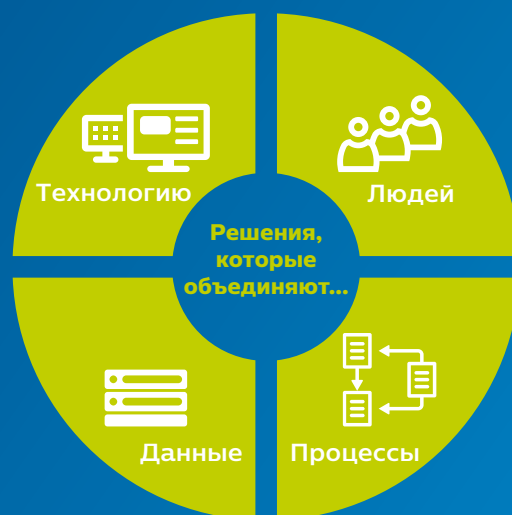 Технологию
Людей
Решения,
которые
объединяют...
Данные
Процессы